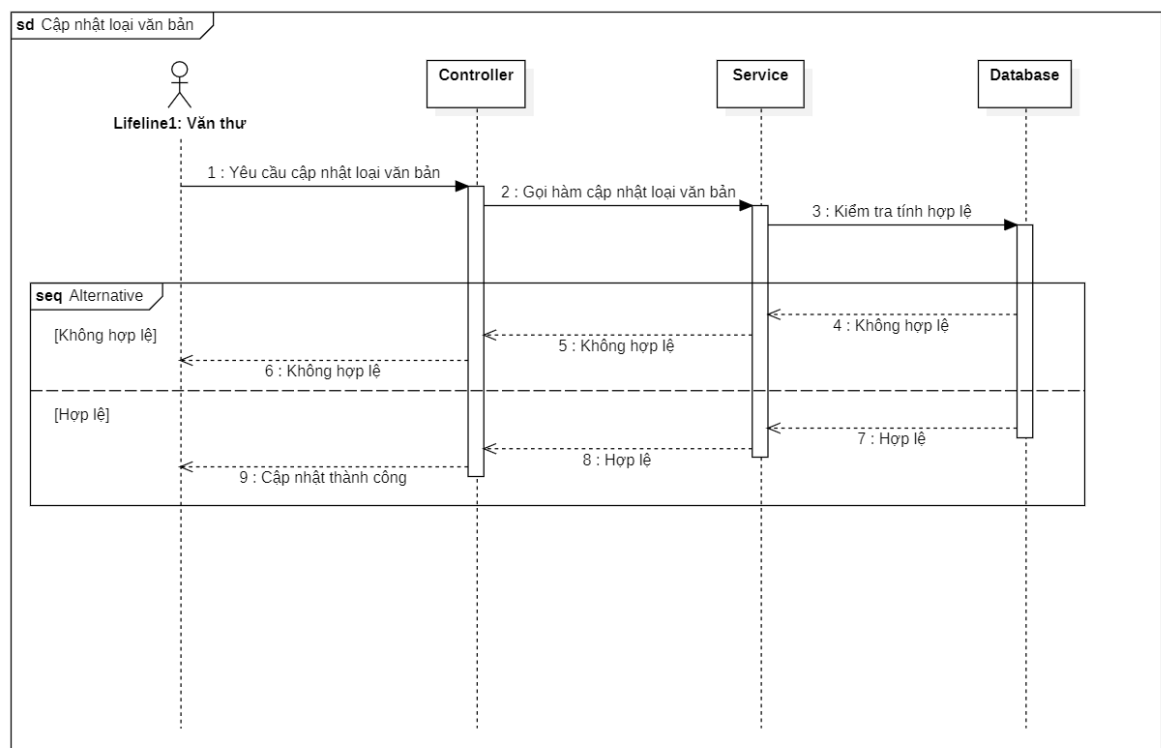 sd Cập nhật loại văn bản
Controller
Service
Database
Lifeline1: Văn thư
1 : Yêu cầu cập nhật loại văn bản
2 : Gọi hàm cập nhật loại văn bản
3 : Kiểm tra tính hợp lệ
seq Alternative
[Không hợp lệ]
4 : Không hợp lệ
5 : Không hợp lệ
6 : Không hợp lệ
[Hợp lệ]
7 : Hợp lệ
8 : Hợp lệ
9 : Cập nhật thành công